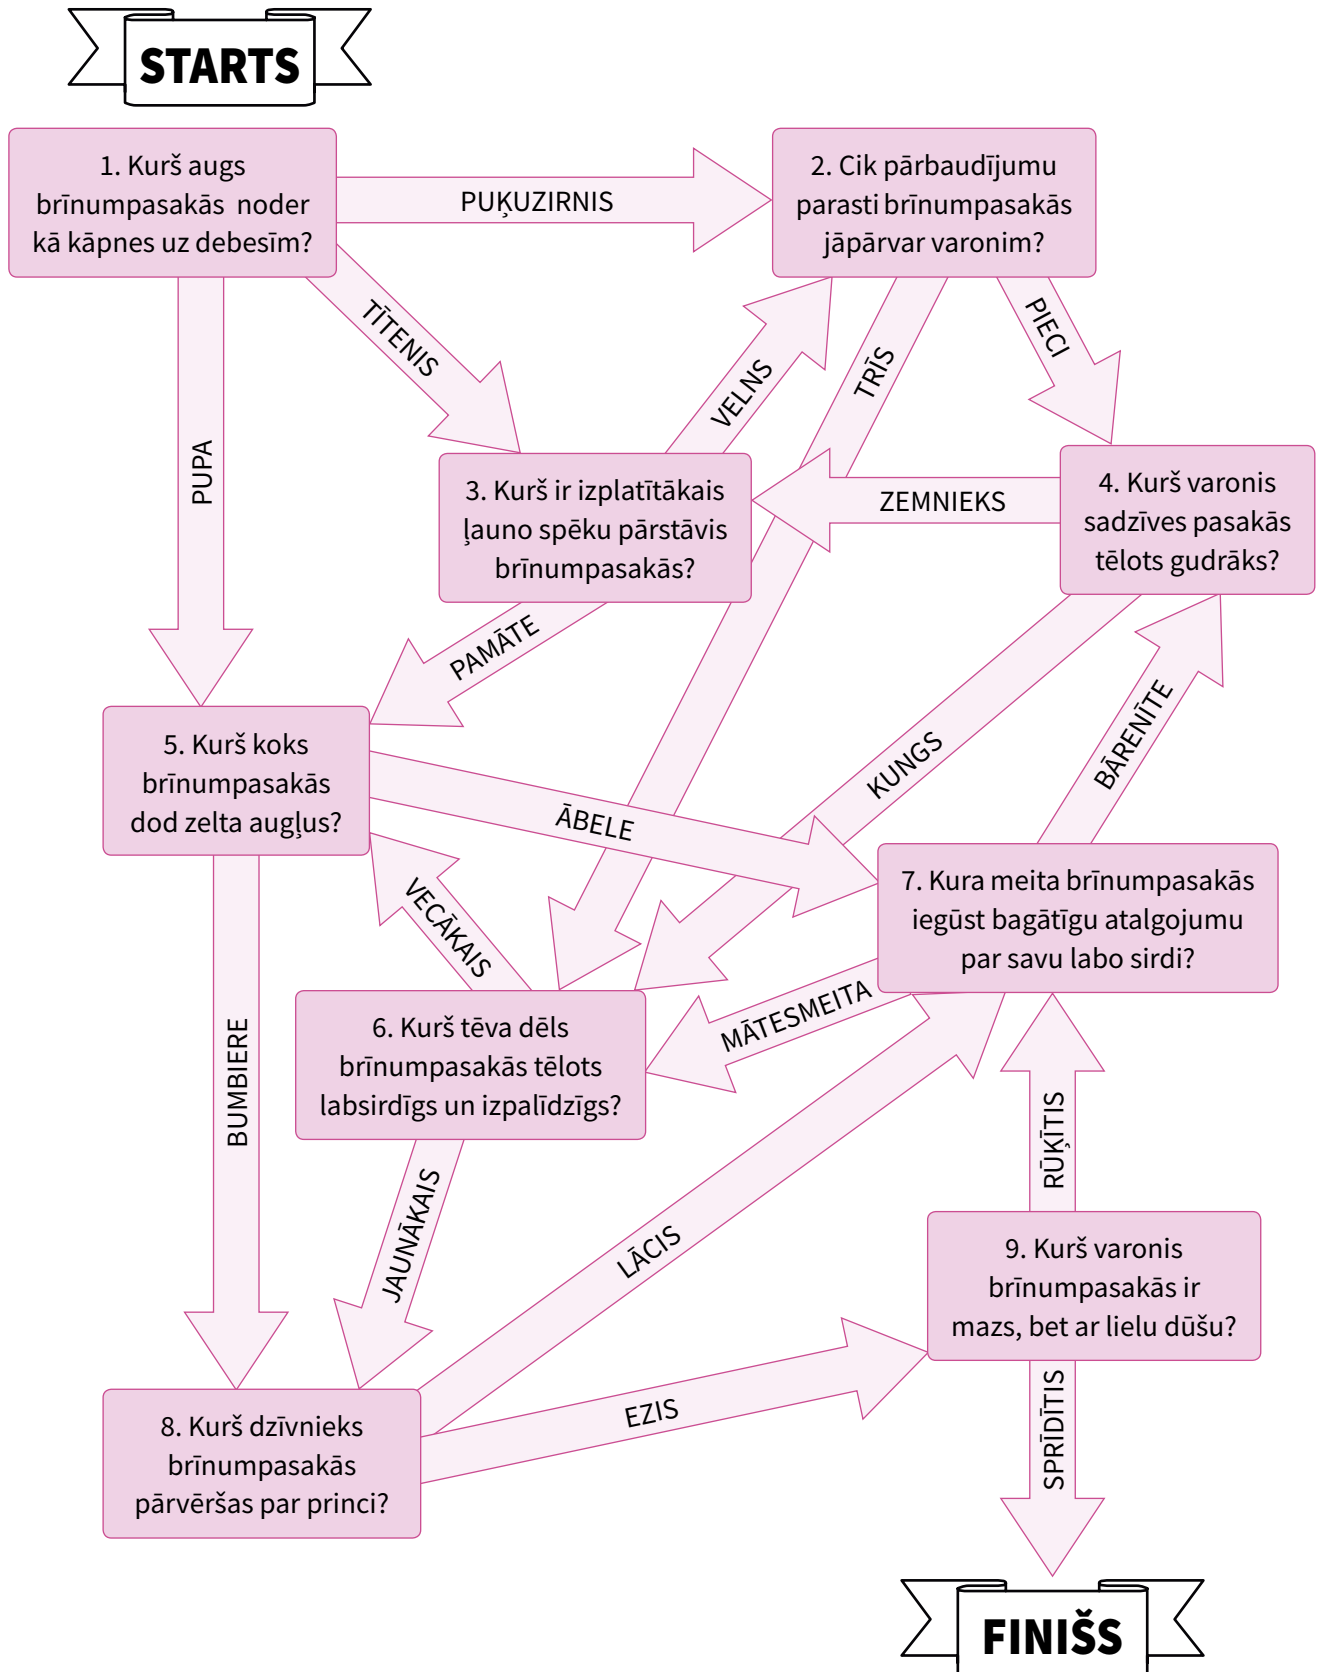 STARTS
1. Kurš augs
brīnumpasakās noder
kā kāpnes uz debesīm?
PUĶUZIRNIS
2. Cik pārbaudījumu
parasti brīnumpasakās
jāpārvar varonim?
TĪTENIS
PIECI
VELNS
TRĪS
PUPA
3. Kurš ir izplatītākais
ļauno spēku pārstāvis
brīnumpasakās?
ZEMNIEKS
4. Kurš varonis
sadzīves pasakās
tēlots gudrāks?
PAMĀTE
BĀRENĪTE
KUNGS
5. Kurš koks
brīnumpasakās
dod zelta augļus?
ĀBELE
7. Kura meita brīnumpasakās
iegūst bagātīgu atalgojumu
par savu labo sirdi?
VECĀKAIS
MĀTESMEITA
6. Kurš tēva dēls
brīnumpasakās tēlots
labsirdīgs un izpalīdzīgs?
BUMBIERE
RŪĶĪTIS
JAUNĀKAIS
LĀCIS
9. Kurš varonis
brīnumpasakās ir
mazs, bet ar lielu dūšu?
EZIS
SPRĪDĪTIS
8. Kurš dzīvnieks
brīnumpasakās
pārvēršas par princi?
FINIŠS